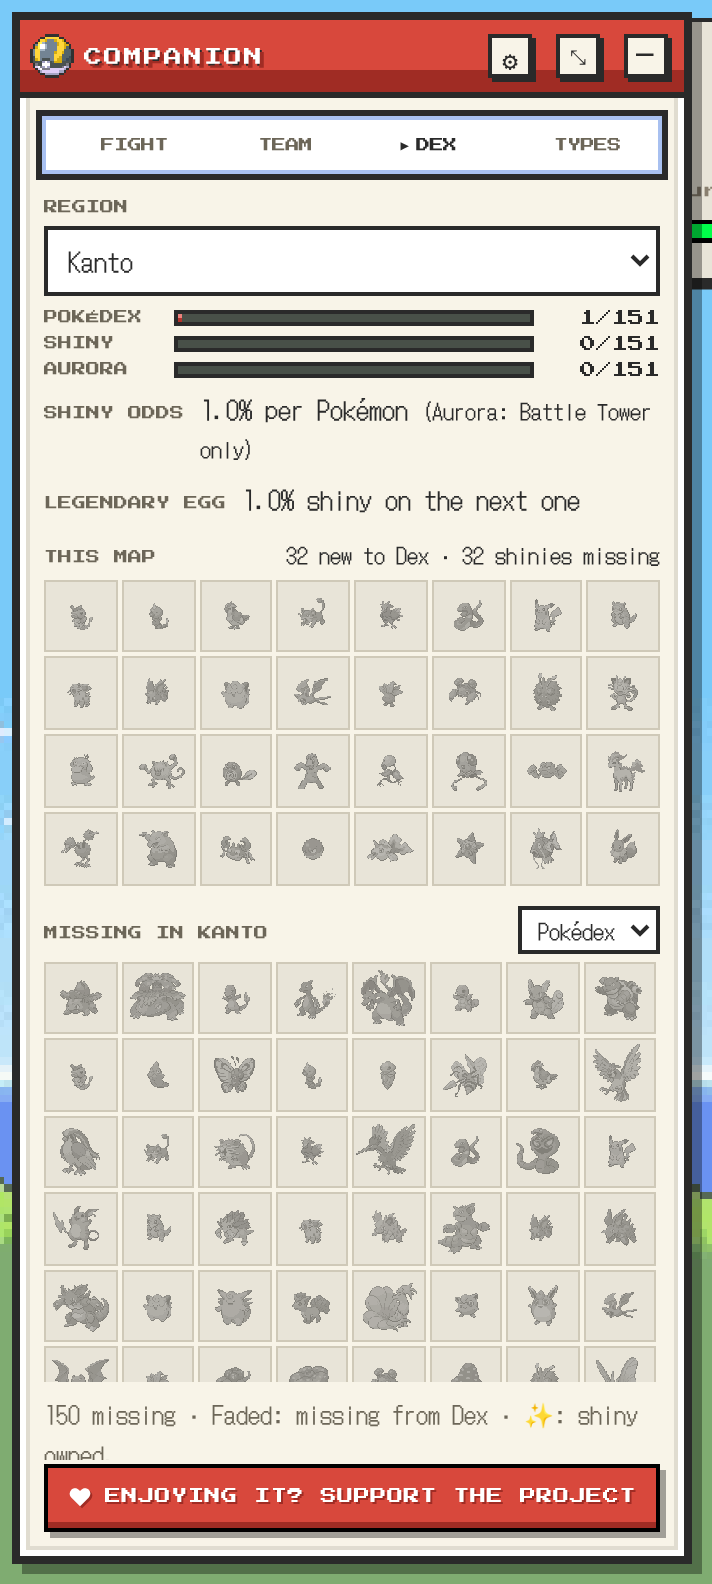 COMPANION
FIGHT TEAM ▸ DEX TYPES
REGION
Kanto
POKéDEX 1/151
SHINY 0/151
AURORA 0/151
SHINY ODDS 1.0% per Pokémon (Aurora: Battle Tower
only)
LEGENDARY EGG 1.0% shiny on the next one
THIS MAP 32 new to Dex · 32 shinies missing
MISSING IN KANTO Pokédex
150 missing · Faded: missing from Dex · ✨: shiny
owned
♥ ENJOYING IT? SUPPORT THE PROJECT